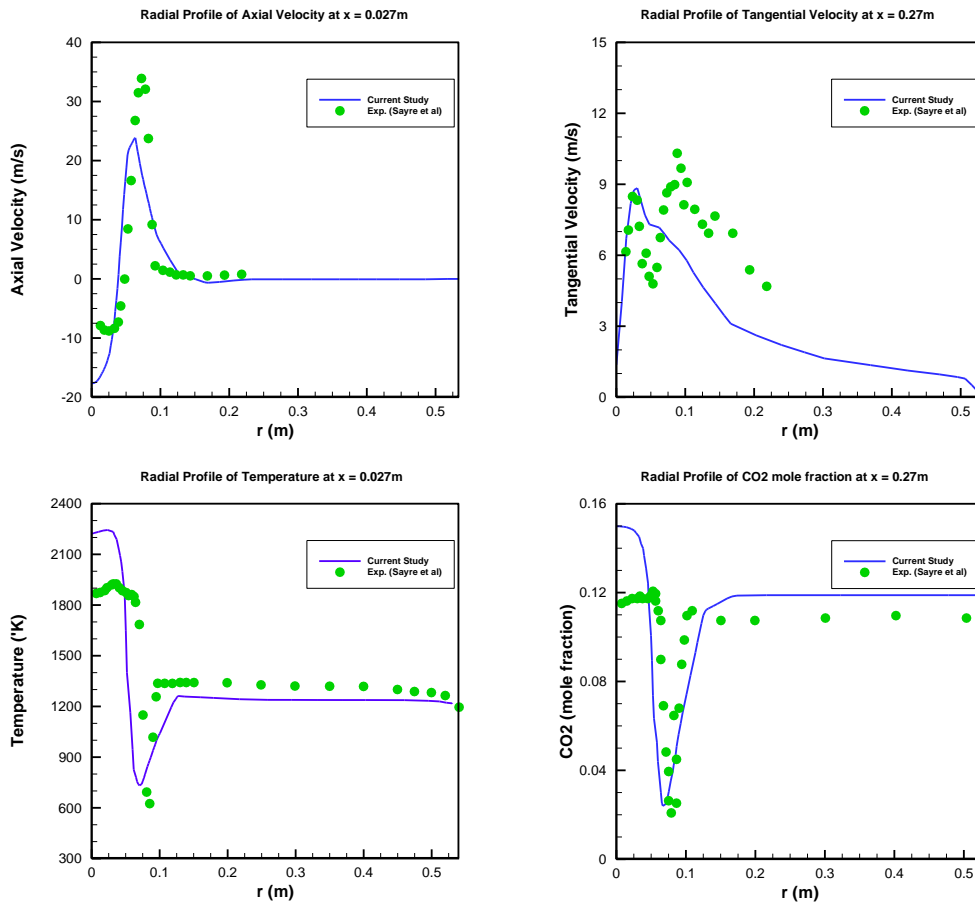 Radial Profile of Axial Velocity at x = 0.027m
40
30
20
10
0
-10
-20
Axial Velocity (m/s)
Current Study
Exp. (Sayre et al)
0 0.1 0.2 0.3 0.4 0.5
r (m)
Radial Profile of Tangential Velocity at x = 0.27m
15
12
9
6
3
0
Tangential Velocity (m/s)
Current Study
Exp. (Sayre et al)
0 0.1 0.2 0.3 0.4 0.5
r (m)
Radial Profile of Temperature at x = 0.027m
2400
2100
1800
1500
1200
900
600
300
Temperature ('K)
Current Study
Exp. (Sayre et al)
0 0.1 0.2 0.3 0.4 0.5
r (m)
Radial Profile of CO2 mole fraction at x = 0.27m
0.16
0.12
0.08
0.04
0
CO2 (mole fraction)
Current Study
Exp. (Sayre et al)
0 0.1 0.2 0.3 0.4 0.5
r (m)